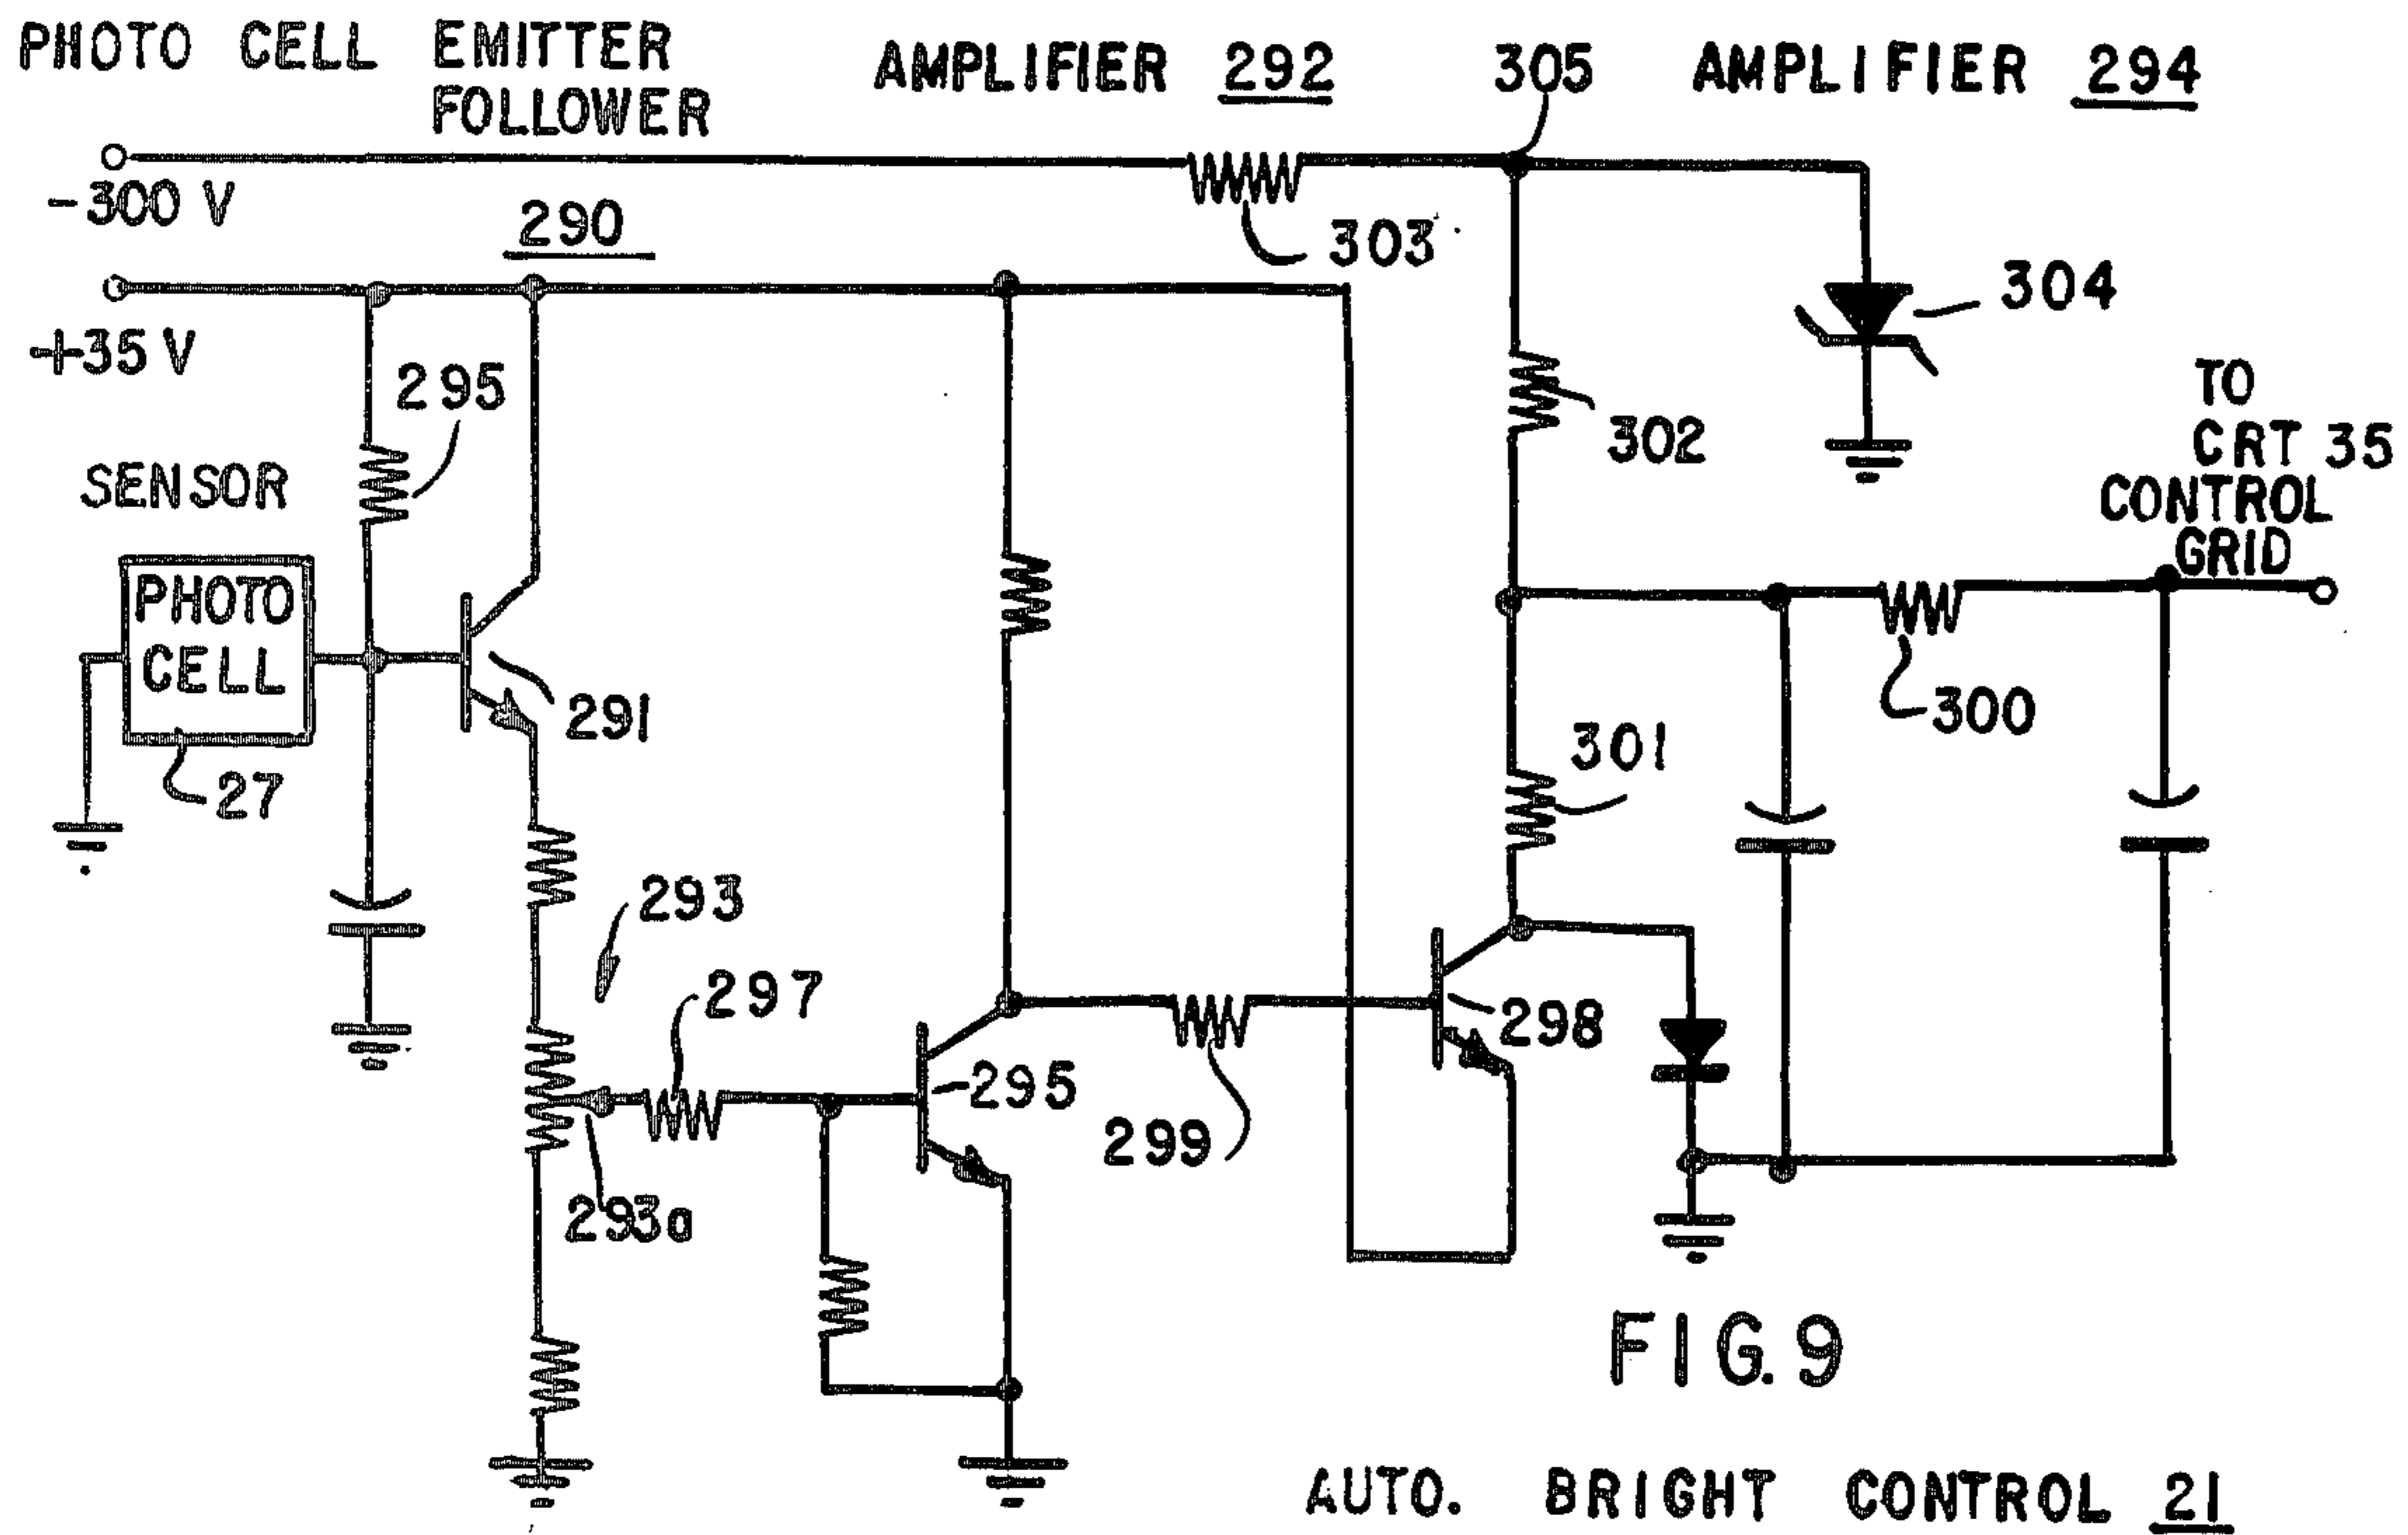 PHOTO CELL EMITTER
FOLLOWER
AMPLIFIER 292
305
AMPLIFIER 294
-300 V
290
303
304
+35 V
295
302
TO
CRT 35
CONTROL
GRID
SENSOR
PHOTO
CELL
291
300
27
301
293
297
298
295
299
293a
FIG. 9
AUTO. BRIGHT CONTROL 21